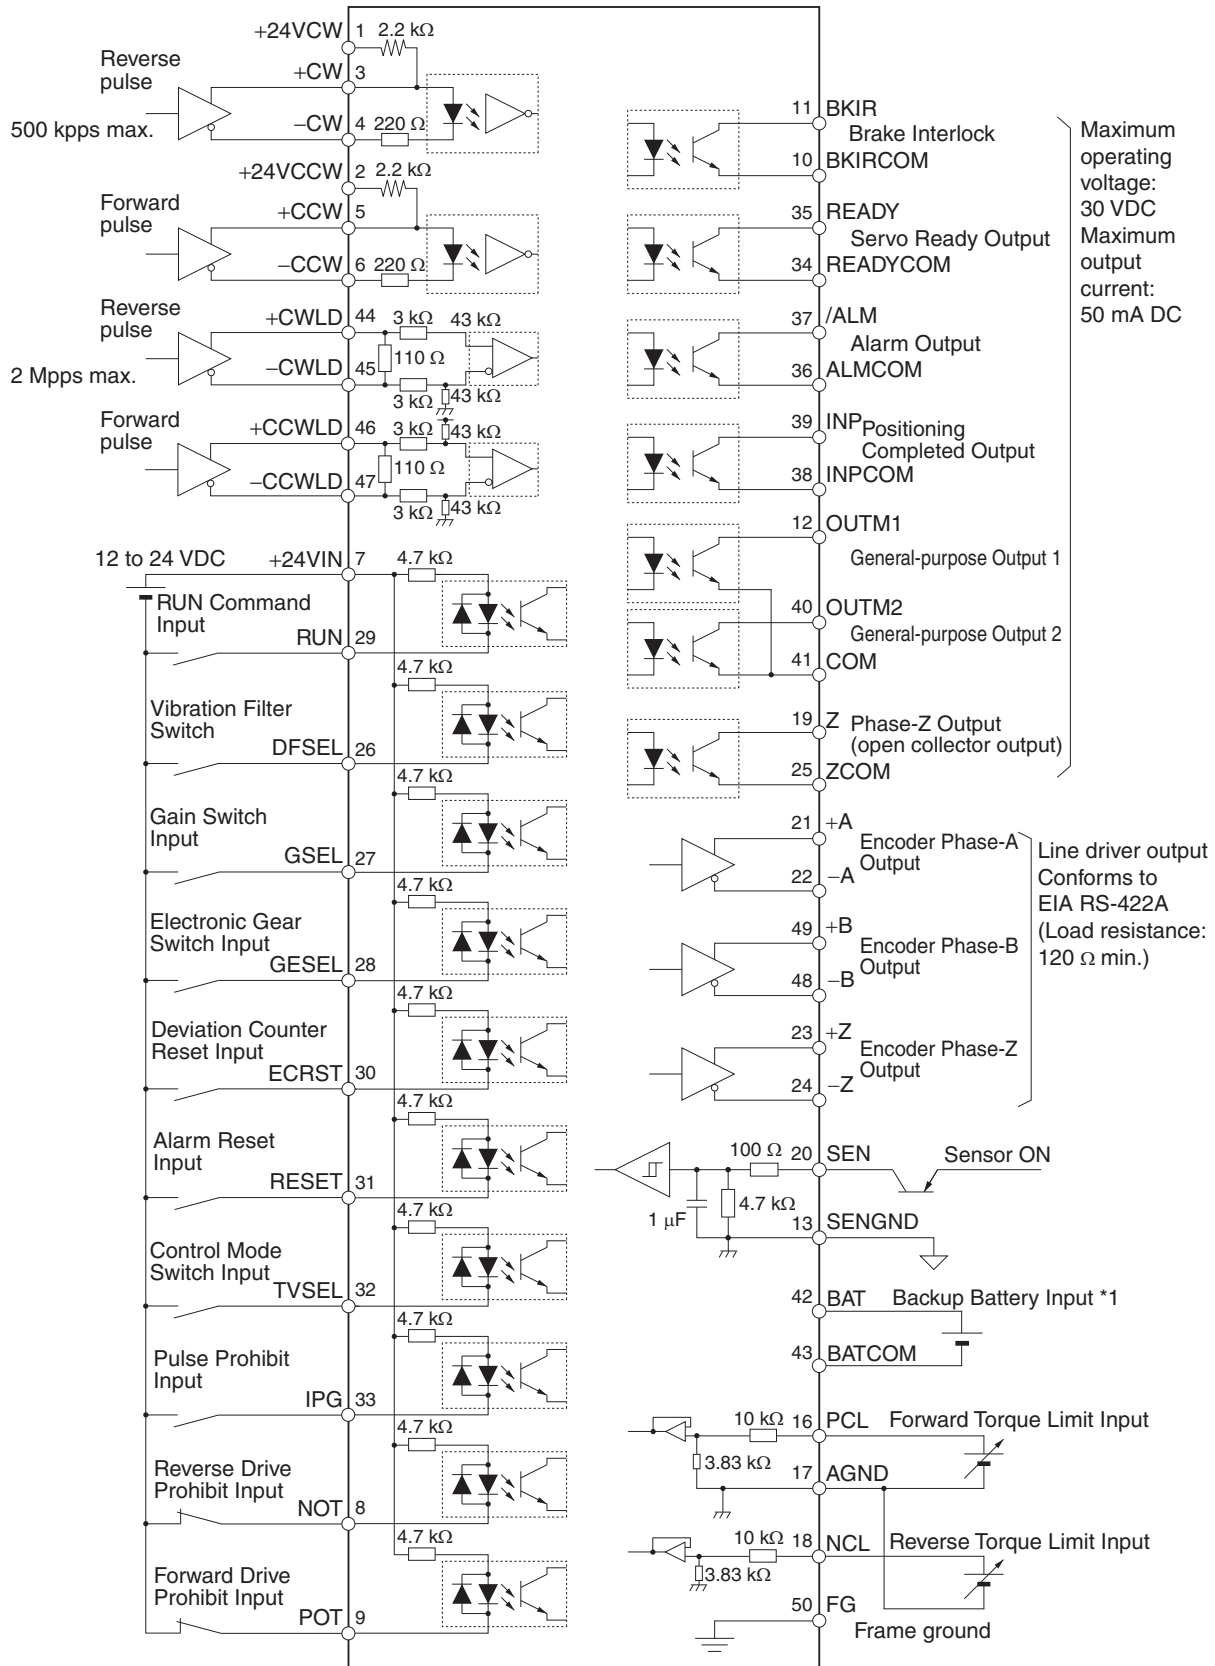 +24VCW 1 2.2 kΩ
Reverse
pulse
+CW 3
500 kpps max.
−CW 4 220 Ω
+24VCCW 2 2.2 kΩ
Forward
pulse
+CCW 5
−CCW 6 220 Ω
Reverse
pulse
+CWLD 44 3 kΩ 43 kΩ
110 Ω
2 Mpps max.
−CWLD 45
3 kΩ 43 kΩ
Forward
pulse
+CCWLD 46 3 kΩ 43 kΩ
110 Ω
−CCWLD 47
3 kΩ 43 kΩ
12 to 24 VDC +24VIN 7 4.7 kΩ
RUN Command
Input
RUN 29
4.7 kΩ
Vibration Filter
Switch
DFSEL 26
4.7 kΩ
Gain Switch
Input
GSEL 27
4.7 kΩ
Electronic Gear
Switch Input
GESEL 28
4.7 kΩ
Deviation Counter
Reset Input
ECRST 30
4.7 kΩ
Alarm Reset
Input
RESET 31
4.7 kΩ
Control Mode
Switch Input
TVSEL 32
4.7 kΩ
Pulse Prohibit
Input
IPG 33
4.7 kΩ
Reverse Drive
Prohibit Input
NOT 8
4.7 kΩ
Forward Drive
Prohibit Input
POT 9
11 BKIR
Brake Interlock
10 BKIRCOM
35 READY
Servo Ready Output
34 READYCOM
37 /ALM
Alarm Output
36 ALMCOM
39 INP Positioning
Completed Output
38 INPCOM
12 OUTM1
General-purpose Output 1
40 OUTM2
General-purpose Output 2
41 COM
19 Z Phase-Z Output
(open collector output)
25 ZCOM
Maximum
operating
voltage:
30 VDC
Maximum
output
current:
50 mA DC
21 +A
Encoder Phase-A
Output
22 −A
49 +B
Encoder Phase-B
Output
48 −B
23 +Z
Encoder Phase-Z
Output
24 −Z
Line driver output
Conforms to
EIA RS-422A
(Load resistance:
120 Ω min.)
100 Ω 20 SEN Sensor ON
4.7 kΩ
1 μF
13 SENGND
42 BAT Backup Battery Input *1
43 BATCOM
10 kΩ 16 PCL Forward Torque Limit Input
3.83 kΩ
17 AGND
10 kΩ 18 NCL Reverse Torque Limit Input
3.83 kΩ
50 FG
Frame ground